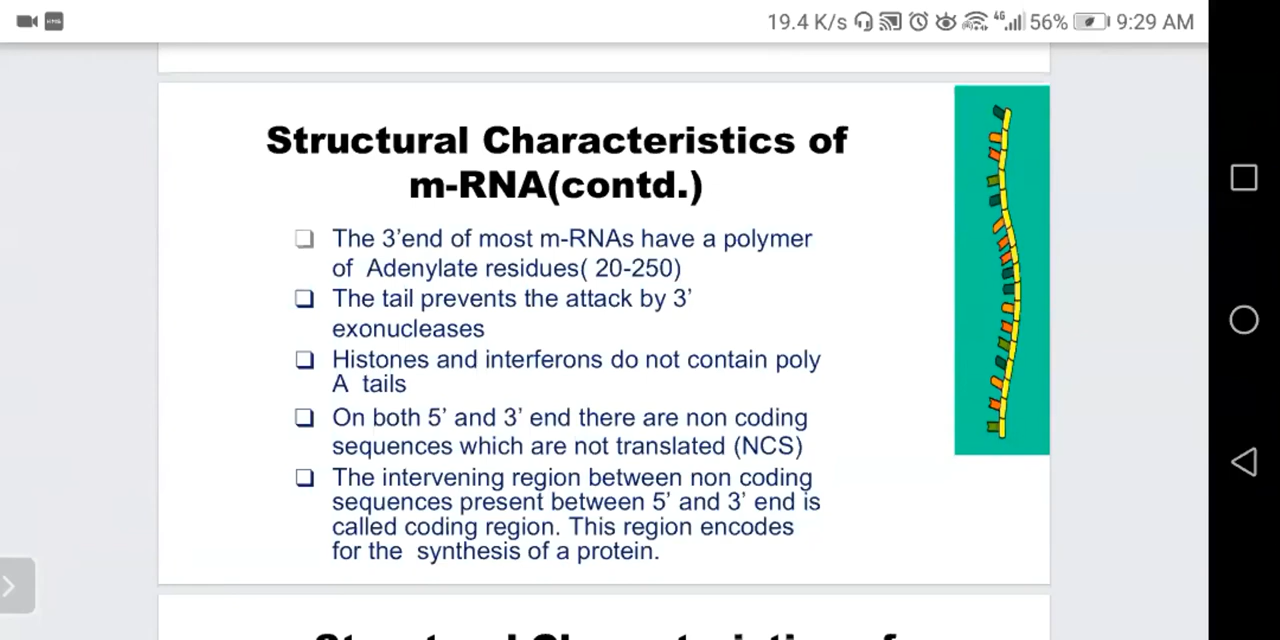 19.4 K/s 4G 56% 9:29 AM
Structural Characteristics of
m-RNA(contd.)
❑ The 3’end of most m-RNAs have a polymer
of Adenylate residues( 20-250)
❑ The tail prevents the attack by 3’
exonucleases
❑ Histones and interferons do not contain poly
A tails
❑ On both 5’ and 3’ end there are non coding
sequences which are not translated (NCS)
❑ The intervening region between non coding
sequences present between 5’ and 3’ end is
called coding region. This region encodes
for the synthesis of a protein.
Structural Characteristics of